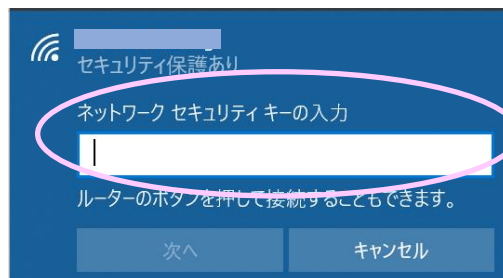 セキュリティ保護あり
ネットワーク セキュリティ キーの入力
ルーターのボタンを押して接続することもできます。
次へ
キャンセル